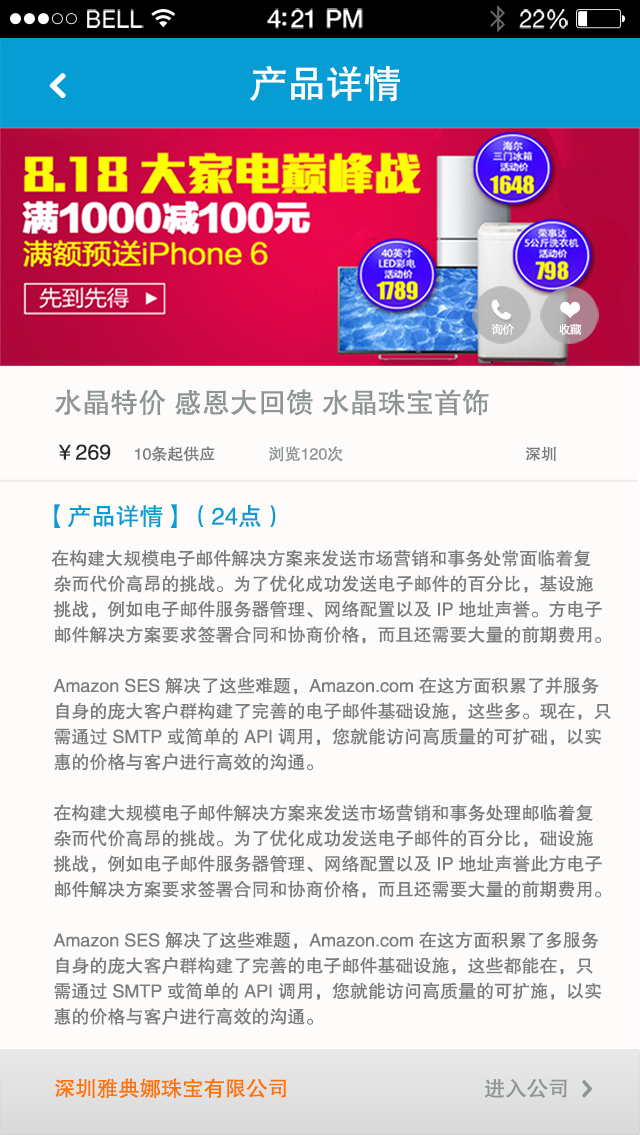 BELL 4:21 PM 22%
产品详情
8.18 大家电巅峰战
满1000减100元
满额预送iPhone 6
先到先得
海尔
三门冰箱
活动价
1648
荣事达
5公斤洗衣机
活动价
798
40英寸
LED彩电
活动价
1789
询价 收藏
水晶特价 感恩大回馈 水晶珠宝首饰
￥269 10条起供应 浏览120次 深圳
【 产品详情 】（ 24点 ）
在构建大规模电子邮件解决方案来发送市场营销和事务处常面临着复
杂而代价高昂的挑战。为了优化成功发送电子邮件的百分比，基设施
挑战，例如电子邮件服务器管理、网络配置以及 IP 地址声誉。方电子
邮件解决方案要求签署合同和协商价格，而且还需要大量的前期费用。
Amazon SES 解决了这些难题，Amazon.com 在这方面积累了并服务
自身的庞大客户群构建了完善的电子邮件基础设施，这些多。现在，只
需通过 SMTP 或简单的 API 调用，您就能访问高质量的可扩础，以实
惠的价格与客户进行高效的沟通。
在构建大规模电子邮件解决方案来发送市场营销和事务处理邮临着复
杂而代价高昂的挑战。为了优化成功发送电子邮件的百分比，础设施
挑战，例如电子邮件服务器管理、网络配置以及 IP 地址声誉此方电子
邮件解决方案要求签署合同和协商价格，而且还需要大量的前期费用。
Amazon SES 解决了这些难题，Amazon.com 在这方面积累了多服务
自身的庞大客户群构建了完善的电子邮件基础设施，这些都能在，只
需通过 SMTP 或简单的 API 调用，您就能访问高质量的可扩施，以实
惠的价格与客户进行高效的沟通。
深圳雅典娜珠宝有限公司 进入公司